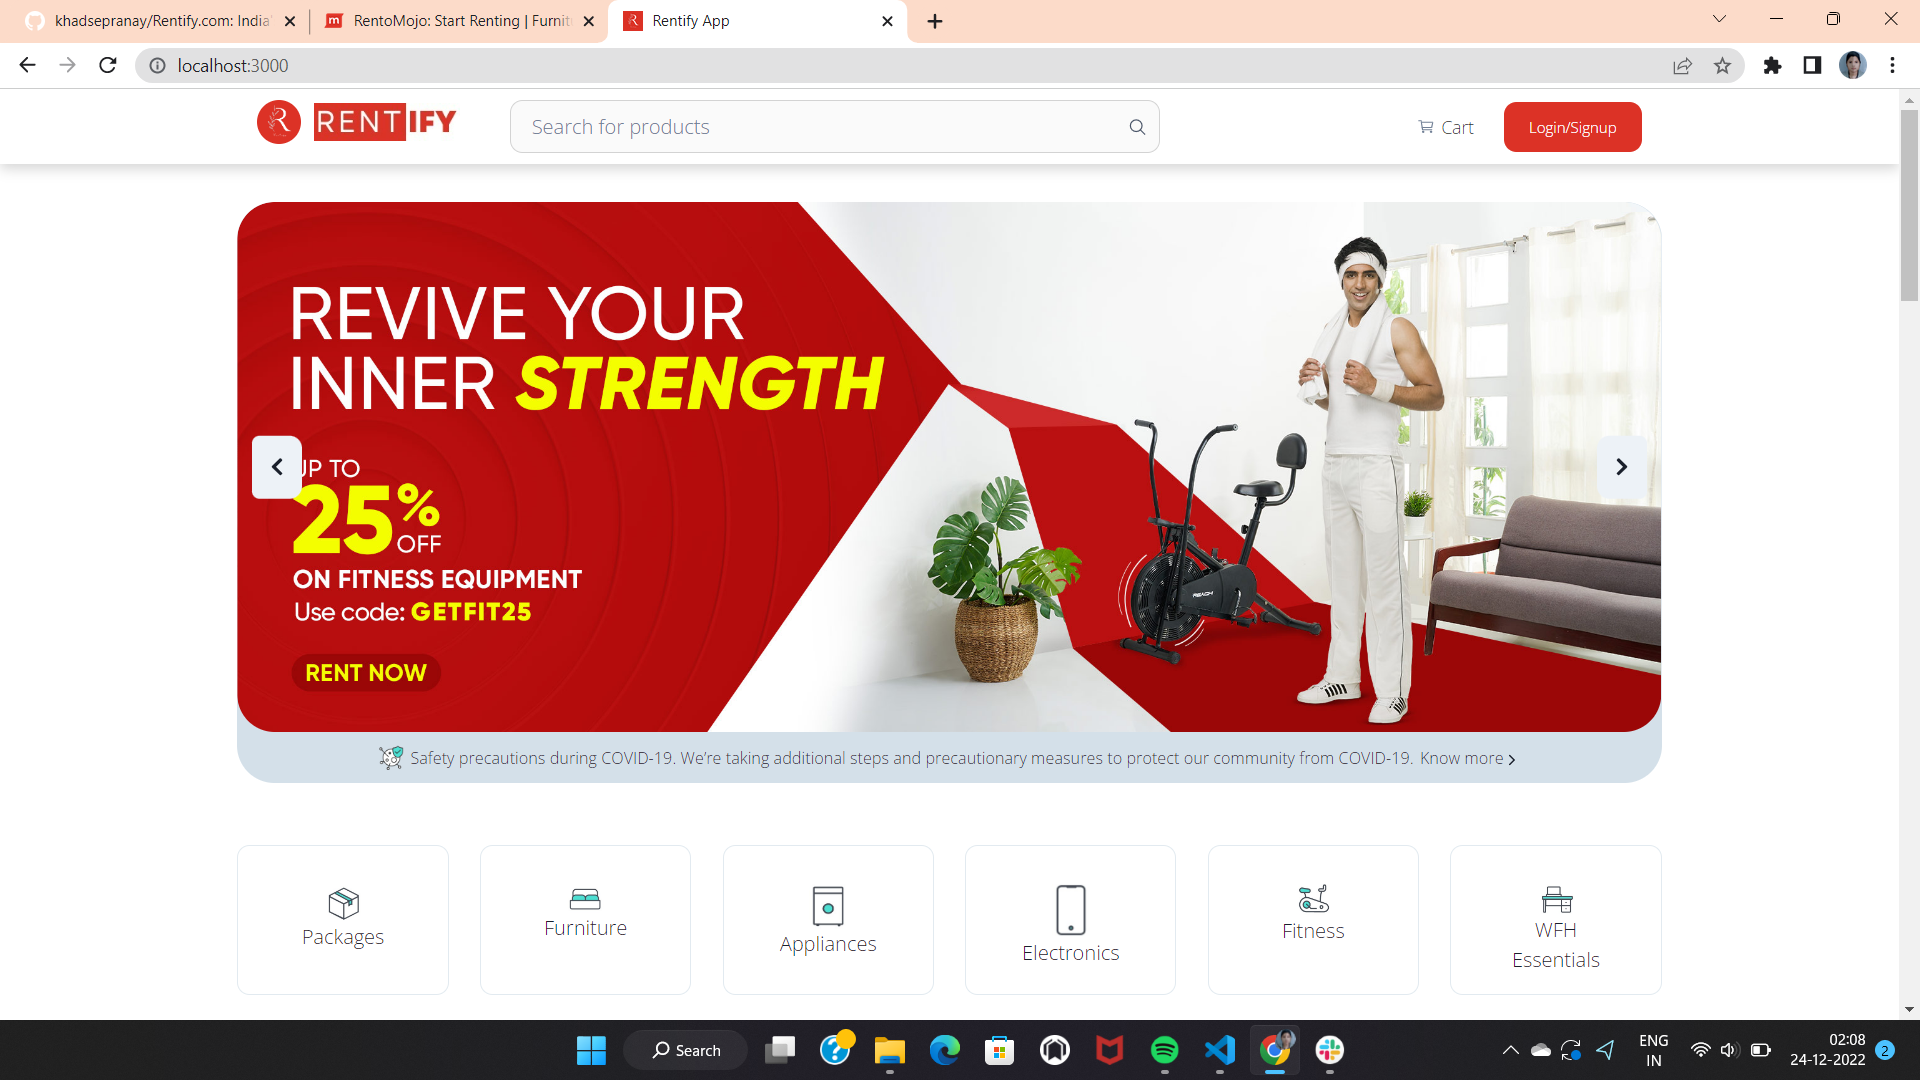 khadsepranay/Rentify.com: India'
RentoMojo: Start Renting | Furnit
Rentify App
localhost:3000
R RENTIFY
Search for products
Cart
Login/Signup
REVIVE YOUR
INNER STRENGTH
UP TO
25%
OFF
ON FITNESS EQUIPMENT
Use code: GETFIT25
RENT NOW
REACH
Safety precautions during COVID-19. We’re taking additional steps and precautionary measures to protect our community from COVID-19. Know more
Packages
Furniture
Appliances
Electronics
Fitness
WFH
Essentials
Search
ENG
IN
02:08
24-12-2022
2